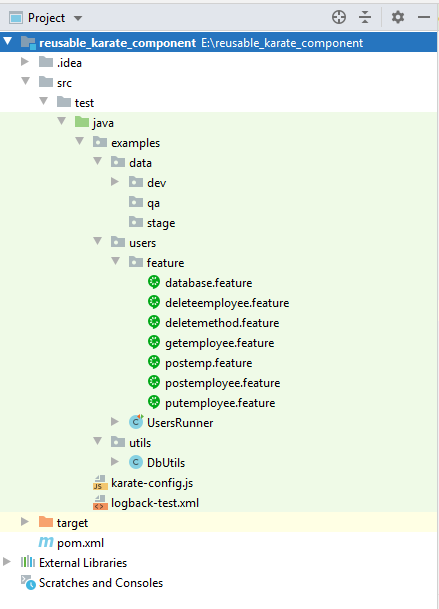 Project
reusable_karate_component E:\reusable_karate_component
.idea
src
test
java
examples
data
dev
qa
stage
users
feature
database.feature
deleteemployee.feature
deletemethod.feature
getemployee.feature
postemp.feature
postemployee.feature
putemployee.feature
UsersRunner
utils
DbUtils
karate-config.js
logback-test.xml
target
pom.xml
External Libraries
Scratches and Consoles